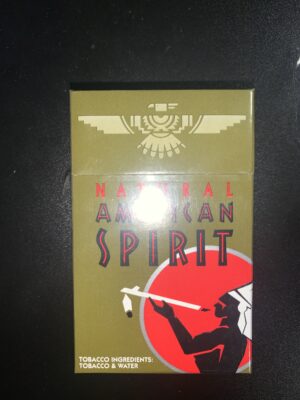 NATURAL
AMERICAN
SPIRIT
TOBACCO INGREDIENTS:
TOBACCO & WATER